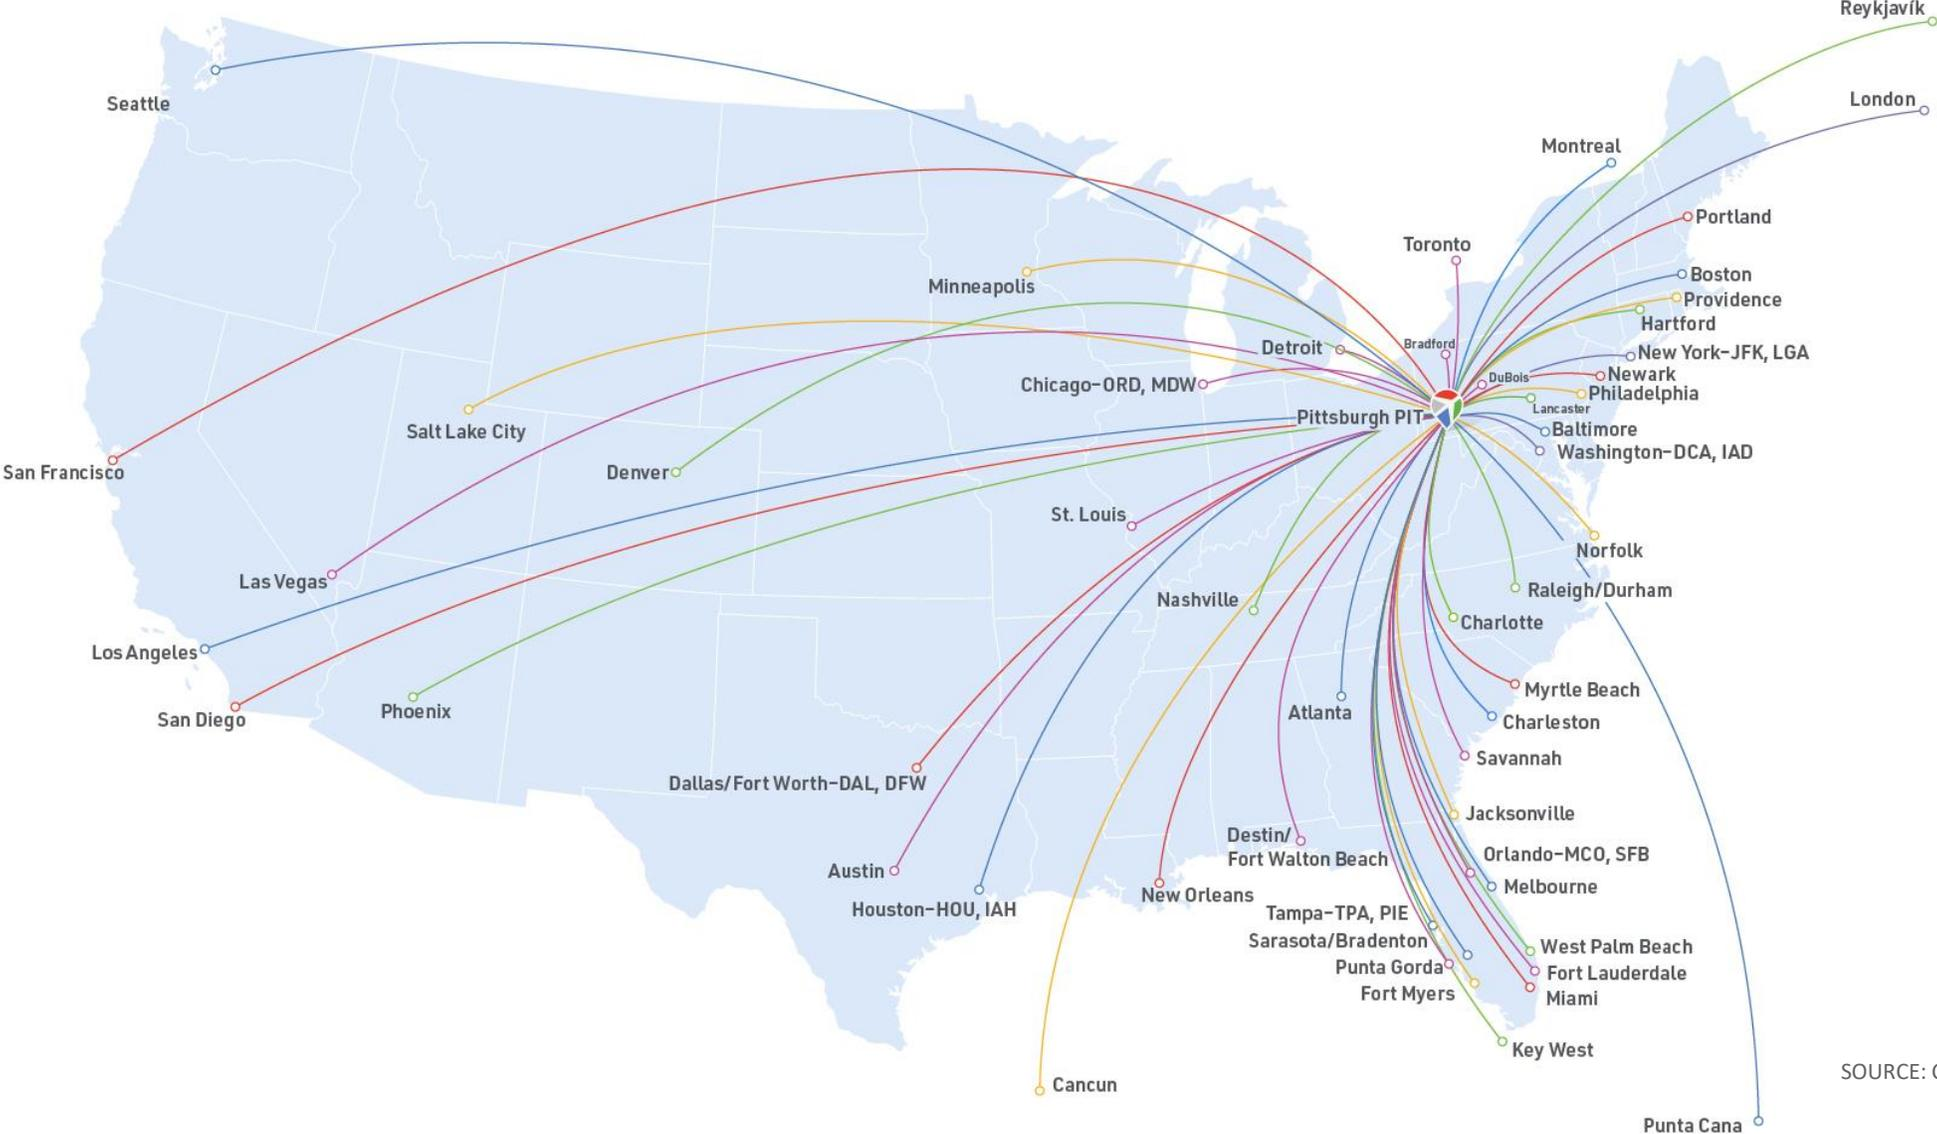 Reykjavík
London
Seattle
Montreal
Portland
Toronto
Boston
Minneapolis
Providence
Hartford
Bradford
Detroit
New York-JFK, LGA
Newark
DuBois
Chicago-ORD, MDW
Philadelphia
Lancaster
Pittsburgh PIT
Baltimore
Salt Lake City
Washington-DCA, IAD
San Francisco
Denver
St. Louis
Norfolk
Las Vegas
Raleigh/Durham
Nashville
Charlotte
Los Angeles
Myrtle Beach
San Diego
Phoenix
Atlanta
Charleston
Savannah
Dallas/Fort Worth-DAL, DFW
Jacksonville
Destin/
Fort Walton Beach
Orlando-MCO, SFB
Austin
Melbourne
New Orleans
Houston-HOU, IAH
Tampa-TPA, PIE
Sarasota/Bradenton
West Palm Beach
Punta Gorda
Fort Lauderdale
Fort Myers
Miami
Key West
SOURCE:
Cancun
Punta Cana